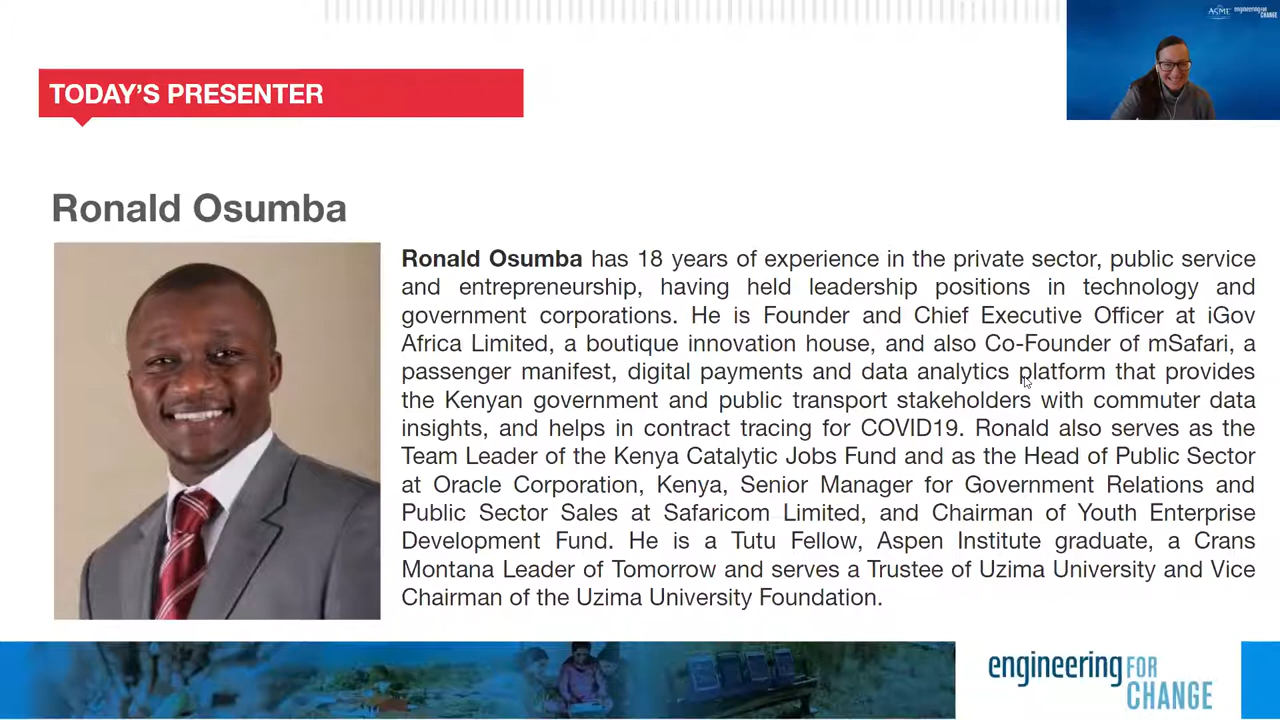 ASME
engineering for
CHANGE
TODAY'S PRESENTER
Ronald Osumba
Ronald Osumba has 18 years of experience in the private sector, public service
and entrepreneurship, having held leadership positions in technology and
government corporations. He is Founder and Chief Executive Officer at iGov
Africa Limited, a boutique innovation house, and also Co-Founder of mSafari, a
passenger manifest, digital payments and data analytics platform that provides
the Kenyan government and public transport stakeholders with commuter data
insights, and helps in contract tracing for COVID19. Ronald also serves as the
Team Leader of the Kenya Catalytic Jobs Fund and as the Head of Public Sector
at Oracle Corporation, Kenya, Senior Manager for Government Relations and
Public Sector Sales at Safaricom Limited, and Chairman of Youth Enterprise
Development Fund. He is a Tutu Fellow, Aspen Institute graduate, a Crans
Montana Leader of Tomorrow and serves a Trustee of Uzima University and Vice
Chairman of the Uzima University Foundation.
engineering FOR
CHANGE